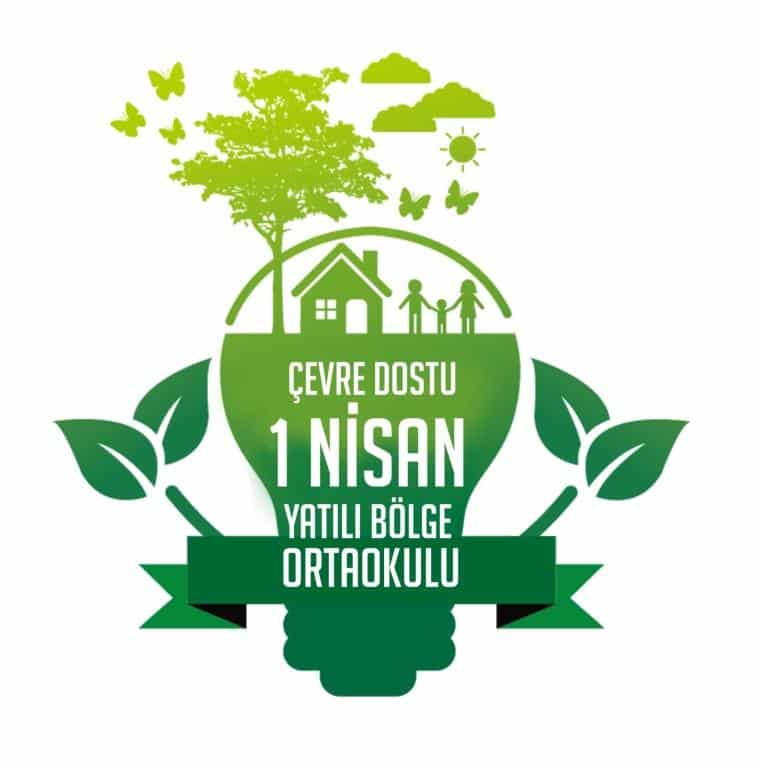 ÇEVRE DOSTU
1 NİSAN
YATILI BÖLGE
ORTAOKULU